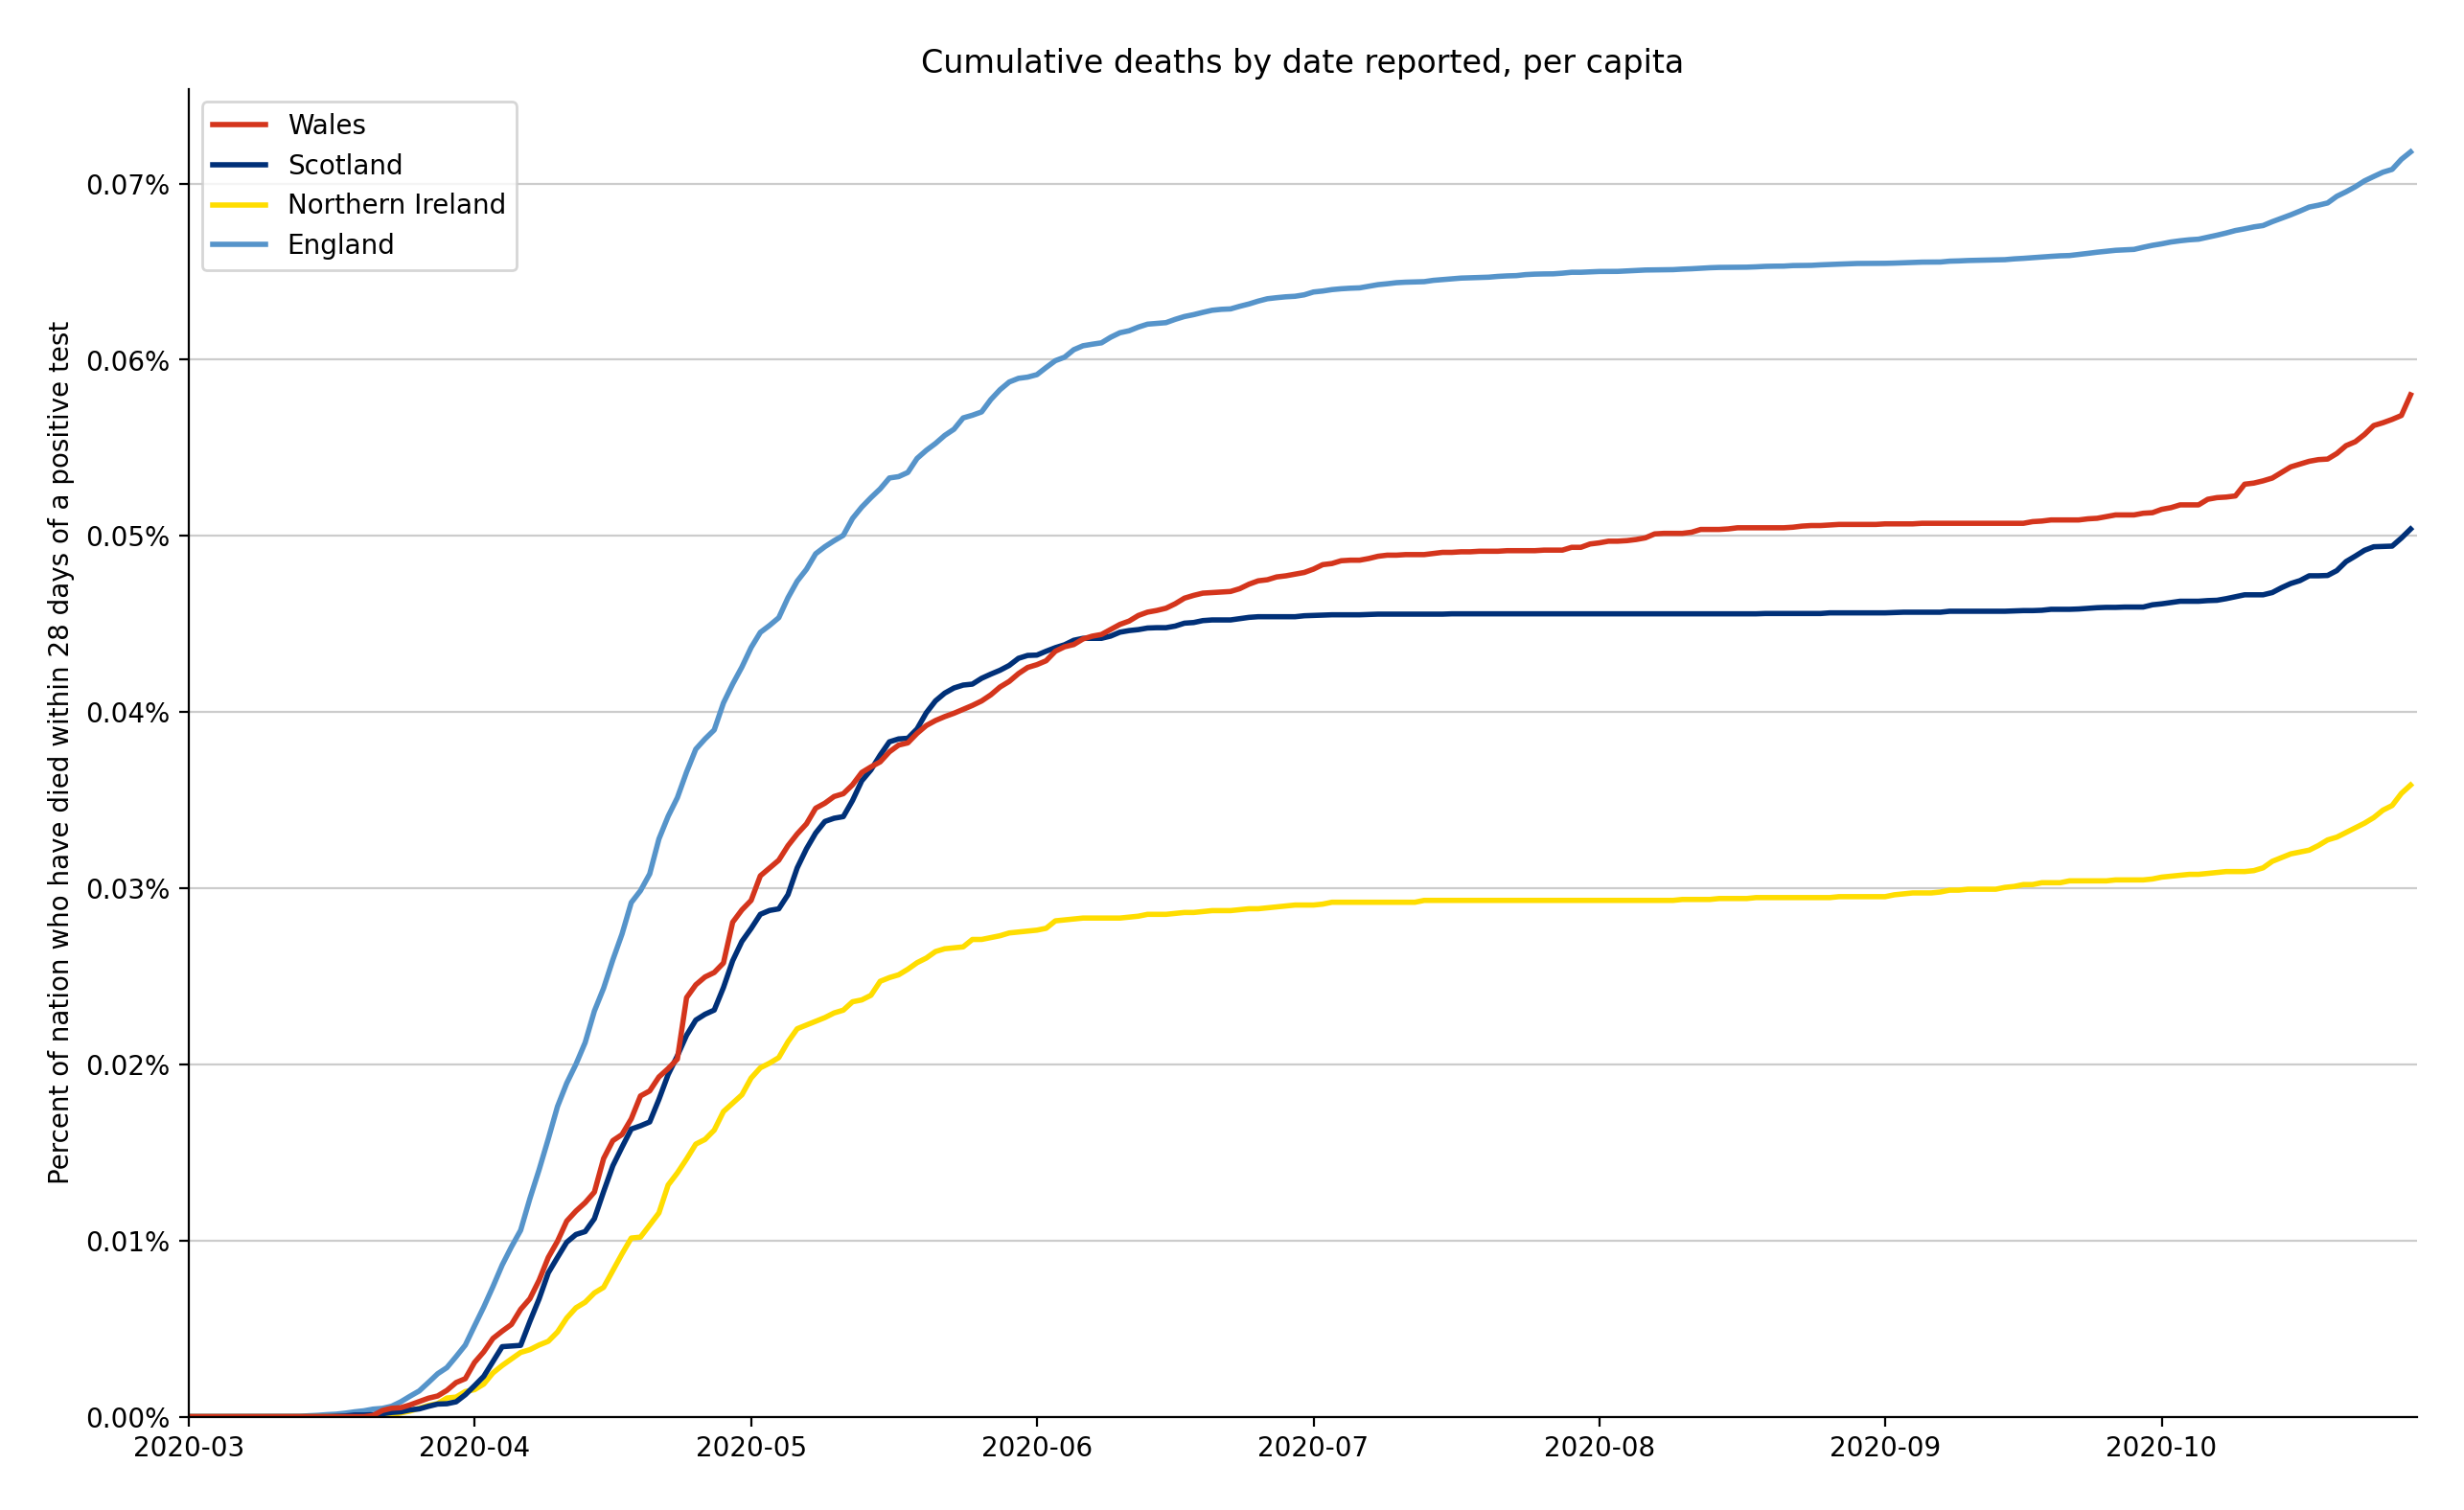 Cumulative deaths by date reported, per capita
Wales
Scotland
Northern Ireland
England
Percent of nation who have died within 28 days of a positive test
0.07%
0.06%
0.05%
0.04%
0.03%
0.02%
0.01%
0.00%
2020-03 2020-04 2020-05 2020-06 2020-07 2020-08 2020-09 2020-10